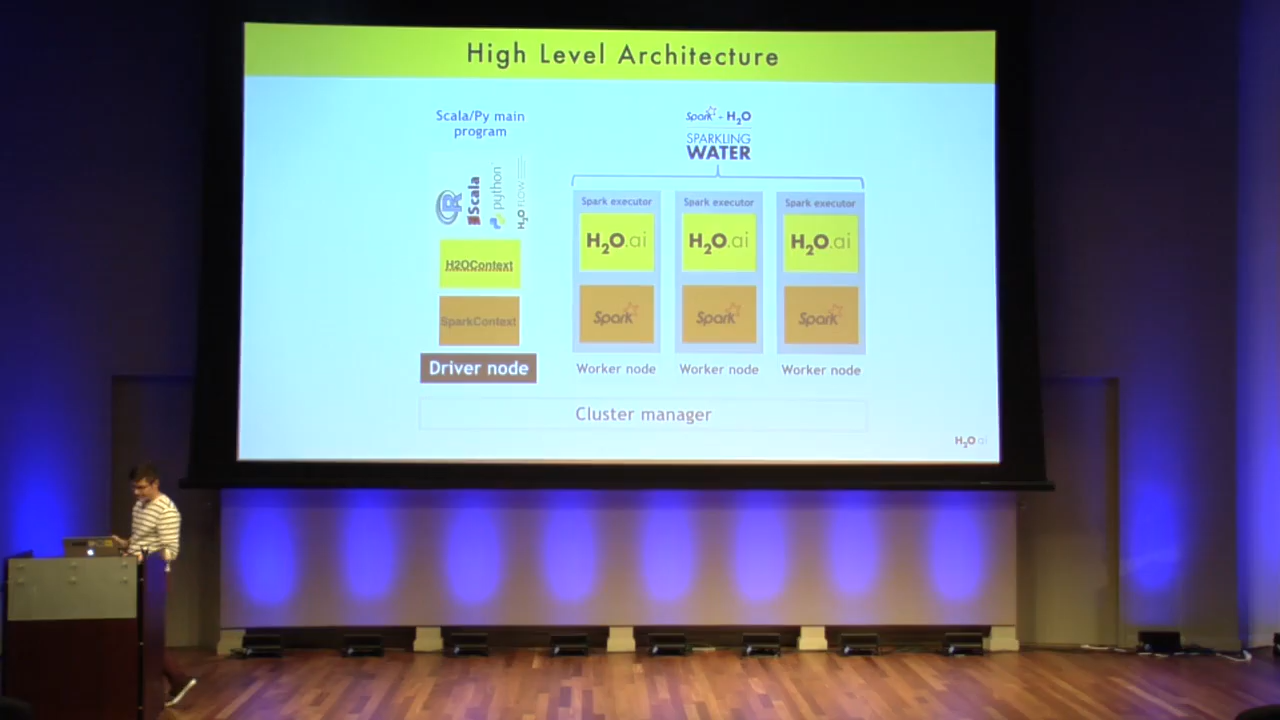 High Level Architecture
Scala/Py main
program
R
Scala
python
H2O FLOW
H2OContext
SparkContext
Driver node
Spark - H2O
SPARKLING
WATER
Spark executor
H2O.ai
Spark
Worker node
Spark executor
H2O.ai
Spark
Worker node
Spark executor
H2O.ai
Spark
Worker node
Cluster manager
H2O.ai